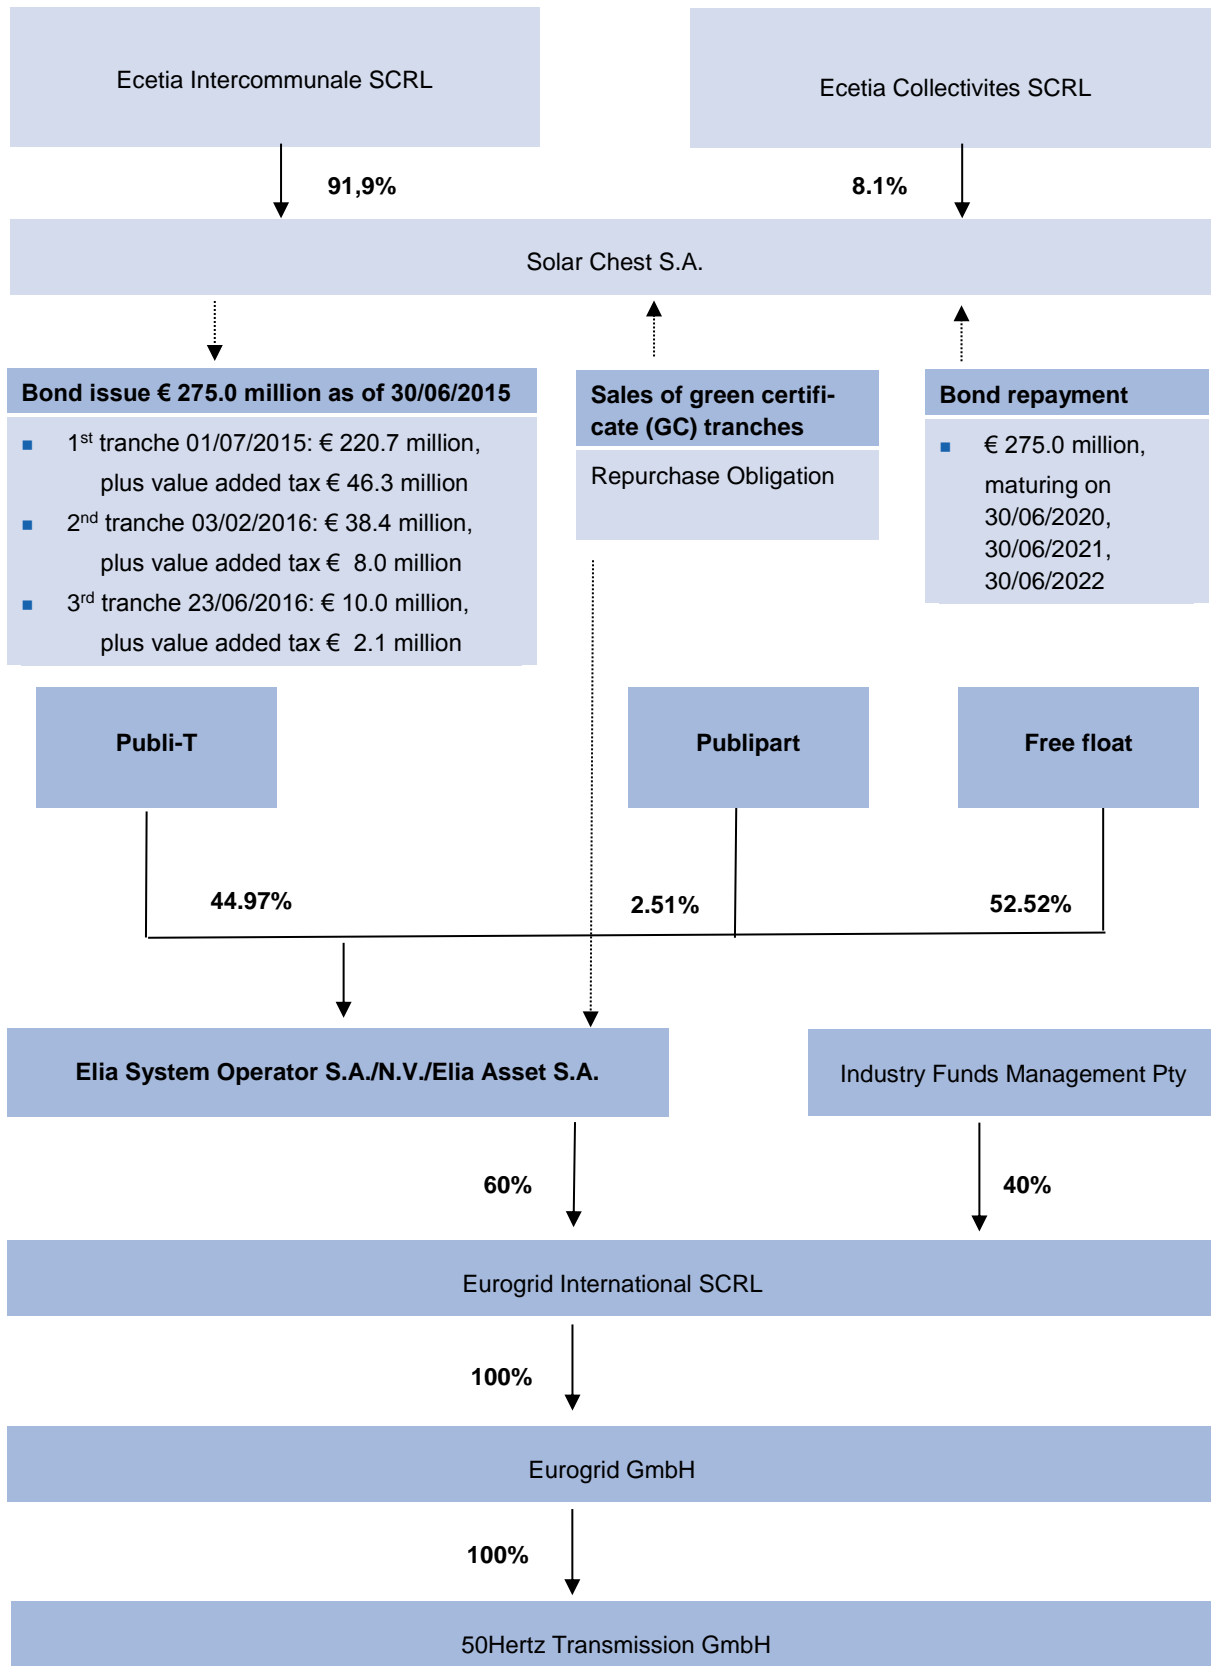 Ecetia Intercommunale SCRL
Ecetia Collectivites SCRL
91,9%
8.1%
Solar Chest S.A.
Bond issue € 275.0 million as of 30/06/2015
■ 1st tranche 01/07/2015: € 220.7 million,
plus value added tax € 46.3 million
■ 2nd tranche 03/02/2016: € 38.4 million,
plus value added tax €  8.0 million
■ 3rd tranche 23/06/2016: € 10.0 million,
plus value added tax €  2.1 million
Sales of green certifi-
cate (GC) tranches
Repurchase Obligation
Bond repayment
■ € 275.0 million,
maturing on
30/06/2020,
30/06/2021,
30/06/2022
Publi-T
Publipart
Free float
44.97%
2.51%
52.52%
Elia System Operator S.A./N.V./Elia Asset S.A.
Industry Funds Management Pty
60%
40%
Eurogrid International SCRL
100%
Eurogrid GmbH
100%
50Hertz Transmission GmbH